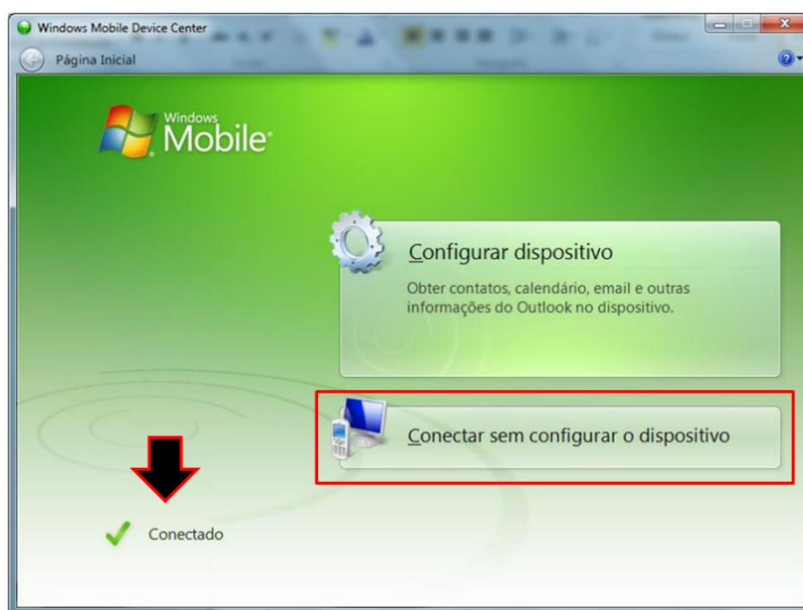 Windows Mobile Device Center
Página Inicial
Windows
Mobile®
Configurar dispositivo
Obter contatos, calendário, email e outras
informações do Outlook no dispositivo.
Conectar sem configurar o dispositivo
Conectado